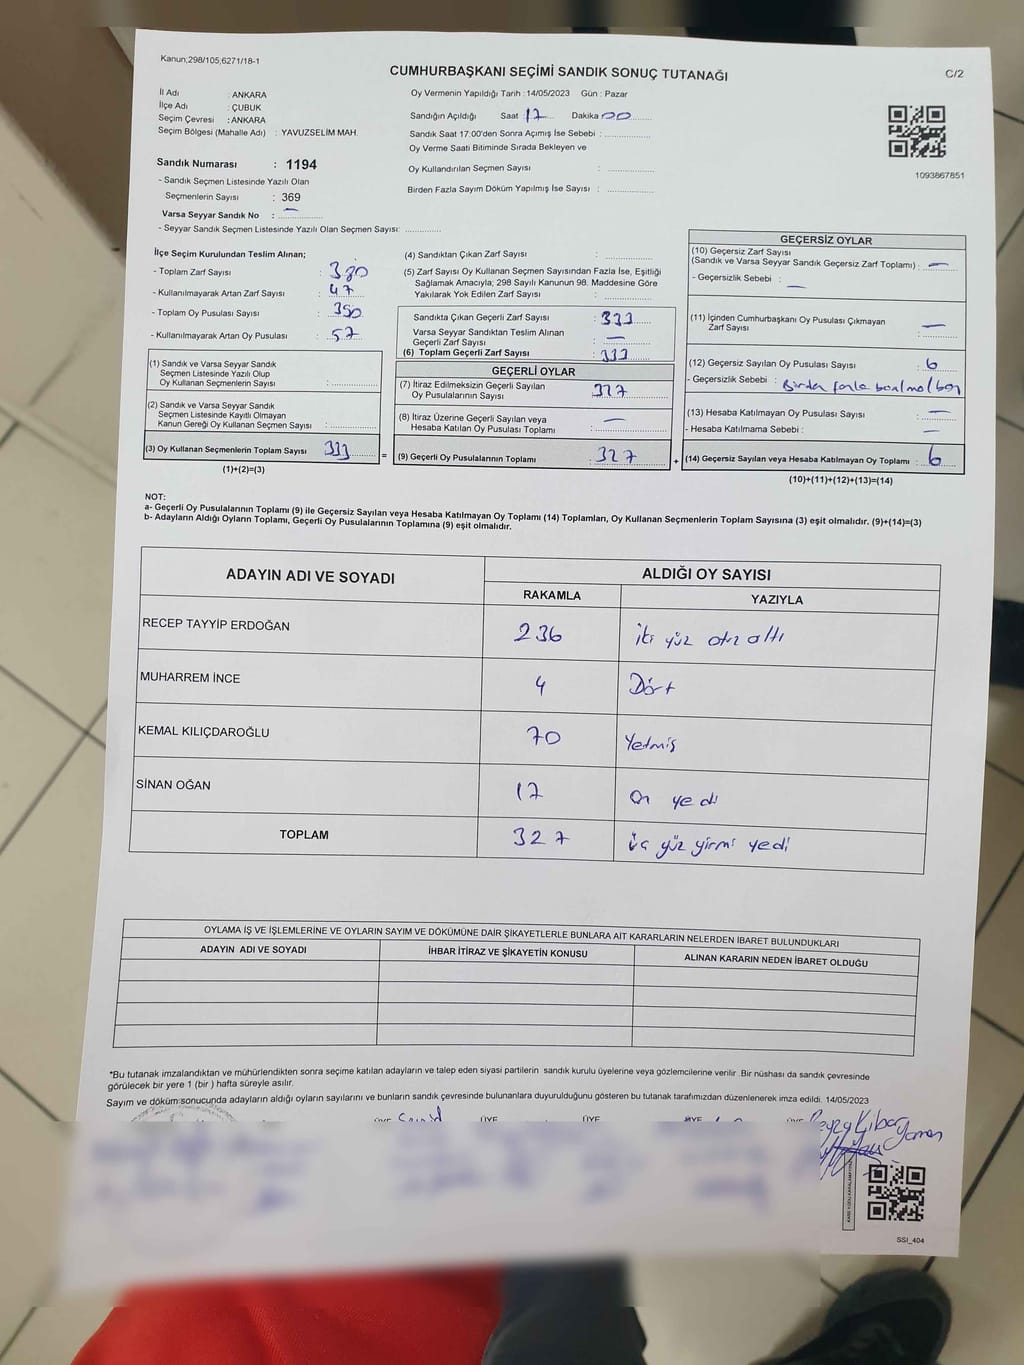 Kanun;298/105;6271/18-1
CUMHURBAŞKANI SEÇİMİ SANDIK SONUÇ TUTANAĞI
C/2
İl Adı : ANKARA
İlçe Adı : ÇUBUK
Seçim Çevresi : ANKARA
Seçim Bölgesi (Mahalle Adı) : YAVUZSELİM MAH.
Sandık Numarası : 1194
- Sandık Seçmen Listesinde Yazılı Olan
Seçmenlerin Sayısı : 369
Varsa Seyyar Sandık No : —
- Seyyar Sandık Seçmen Listesinde Yazılı Olan Seçmen Sayısı:
Oy Vermenin Yapıldığı Tarih : 14/05/2023 Gün : Pazar
Sandığın Açıldığı Saat 17 Dakika 00
Sandık Saat 17:00'den Sonra Açımış İse Sebebi :
Oy Verme Saati Bitiminde Sırada Bekleyen ve
Oy Kullandırılan Seçmen Sayısı :
Birden Fazla Sayım Döküm Yapılmış İse Sayısı :
1093867851
İlçe Seçim Kurulundan Teslim Alınan;
- Toplam Zarf Sayısı : 380
- Kullanılmayarak Artan Zarf Sayısı : 47
- Toplam Oy Pusulası Sayısı : 390
- Kullanılmayarak Artan Oy Pusulası : 57
(1) Sandık ve Varsa Seyyar Sandık
Seçmen Listesinde Yazılı Olup
Oy Kullanan Seçmenlerin Sayısı :
(2) Sandık ve Varsa Seyyar Sandık
Seçmen Listesinde Kayıtlı Olmayan
Kanun Gereği Oy Kullanan Seçmen Sayısı :
(3) Oy Kullanan Seçmenlerin Toplam Sayısı : 333
(1)+(2)=(3)
=
(4) Sandıktan Çıkan Zarf Sayısı :
(5) Zarf Sayısı Oy Kullanan Seçmen Sayısından Fazla İse, Eşitliği
Sağlamak Amacıyla; 298 Sayılı Kanunun 98. Maddesine Göre
Yakılarak Yok Edilen Zarf Sayısı :
Sandıkta Çıkan Geçerli Zarf Sayısı : 333
Varsa Seyyar Sandıktan Teslim Alınan
Geçerli Zarf Sayısı : —
(6) Toplam Geçerli Zarf Sayısı : 333
GEÇERLİ OYLAR
(7) İtiraz Edilmeksizin Geçerli Sayılan
Oy Pusulalarının Sayısı : 327
(8) İtiraz Üzerine Geçerli Sayılan veya
Hesaba Katılan Oy Pusulası Toplamı : —
(9) Geçerli Oy Pusulalarının Toplamı : 327
+
GEÇERSİZ OYLAR
(10) Geçersiz Zarf Sayısı
(Sandık ve Varsa Seyyar Sandık Geçersiz Zarf Toplamı) : —
- Geçersizlik Sebebi : —
(11) İçinden Cumhurbaşkanı Oy Pusulası Çıkmayan
Zarf Sayısı : —
(12) Geçersiz Sayılan Oy Pusulası Sayısı : 6
- Geçersizlik Sebebi : Birden fazla
(13) Hesaba Katılmayan Oy Pusulası Sayısı : —
- Hesaba Katılmama Sebebi : —
(14) Geçersiz Sayılan veya Hesaba Katılmayan Oy Toplamı : 6
(10)+(11)+(12)+(13)=(14)
NOT:
a- Geçerli Oy Pusulalarının Toplamı (9) ile Geçersiz Sayılan veya Hesaba Katılmayan Oy Toplamı (14) Toplamları, Oy Kullanan Seçmenlerin Toplam Sayısına (3) eşit olmalıdır. (9)+(14)=(3)
b- Adayların Aldığı Oyların Toplamı, Geçerli Oy Pusulalarının Toplamına (9) eşit olmalıdır.
ADAYIN ADI VE SOYADI ALDIĞI OY SAYISI
RAKAMLA YAZIYLA
RECEP TAYYİP ERDOĞAN 236 İki yüz otuz altı
MUHARREM İNCE 4 Dört
KEMAL KILIÇDAROĞLU 70 Yetmiş
SİNAN OĞAN 17 On yedi
TOPLAM 327 üç yüz yirmi yedi
OYLAMA İŞ VE İŞLEMLERİNE VE OYLARIN SAYIM VE DÖKÜMÜNE DAİR ŞİKAYETLERLE BUNLARA AİT KARARLARIN NELERDEN İBARET BULUNDUKLARI
ADAYIN ADI VE SOYADI İHBAR İTİRAZ VE ŞİKAYETİN KONUSU ALINAN KARARIN NEDEN İBARET OLDUĞU
*Bu tutanak imzalandıktan ve mühürlendikten sonra seçime katılan adayların ve talep eden siyasi partilerin sandık kurulu üyelerine veya gözlemcilerine verilir. Bir nüshası da sandık çevresinde
görülecek bir yere 1 (bir ) hafta süreyle asılır.
Sayım ve döküm sonucunda adayların aldığı oyların sayılarını ve bunların sandık çevresinde bulunanlara duyurulduğunu gösteren bu tutanak tarafımızdan düzenlenerek imza edildi. 14/05/2023
ÜYE ÜYE ÜYE ÜYE ÜYE
SSI_404